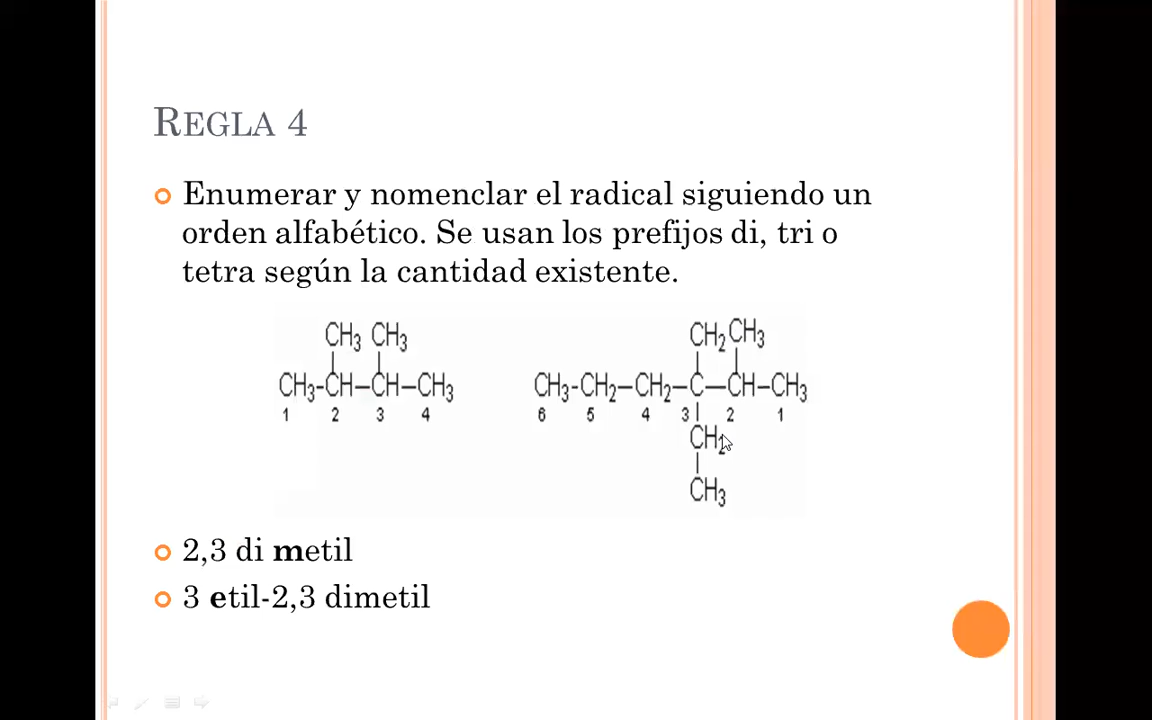 REGLA 4
Enumerar y nomenclar el radical siguiendo un
orden alfabético. Se usan los prefijos di, tri o
tetra según la cantidad existente.
CH3 CH3
CH3-CH–CH–CH3
1 2 3 4
CH2 CH3
CH3-CH2–CH2–C–CH–CH3
6 5 4 3 2 1
CH2
CH3
2,3 di metil
3 etil-2,3 dimetil